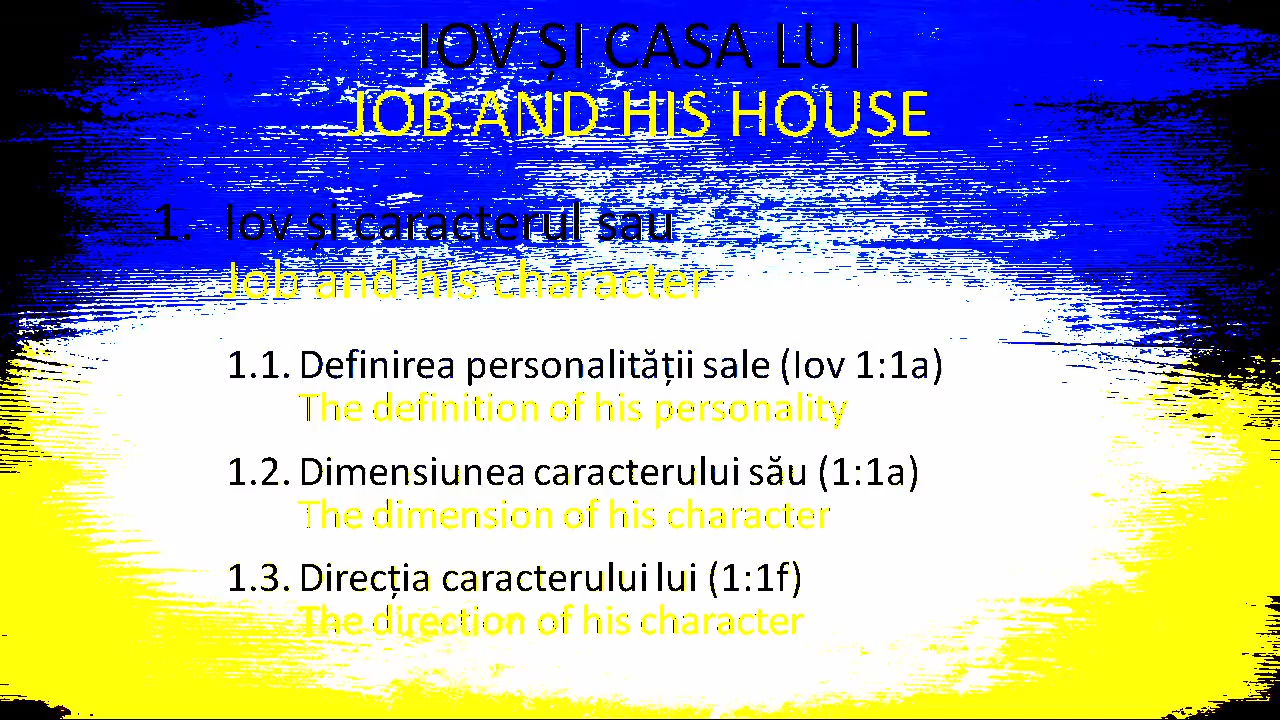 IOV ȘI CASA LUI
JOB AND HIS HOUSE
1. Iov și caracterul sau
Job and his character
1.1. Definirea personalității sale (Iov 1:1a)
The definition of his personality
1.2. Dimensiunea caracterului său (1:1a)
The dimension of his character
1.3. Direcția caracterului lui (1:1f)
The direction of his character